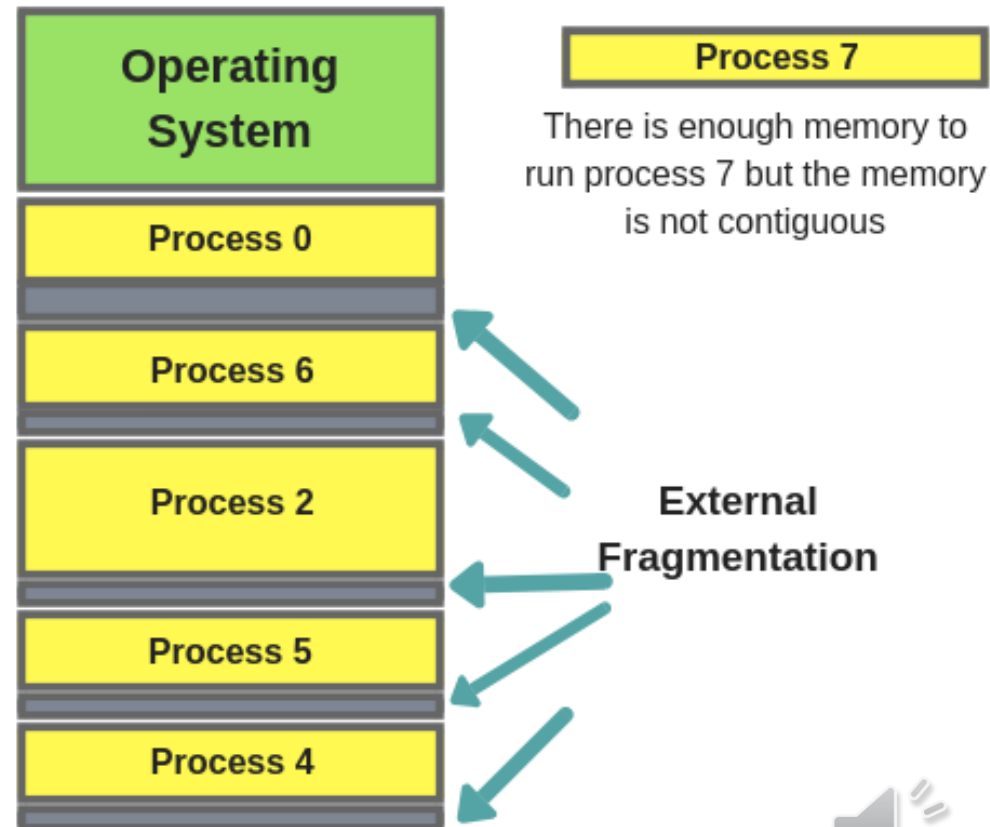 Operating
System
Process 0
Process 6
Process 2
Process 5
Process 4
Process 7
There is enough memory to
run process 7 but the memory
is not contiguous
External
Fragmentation